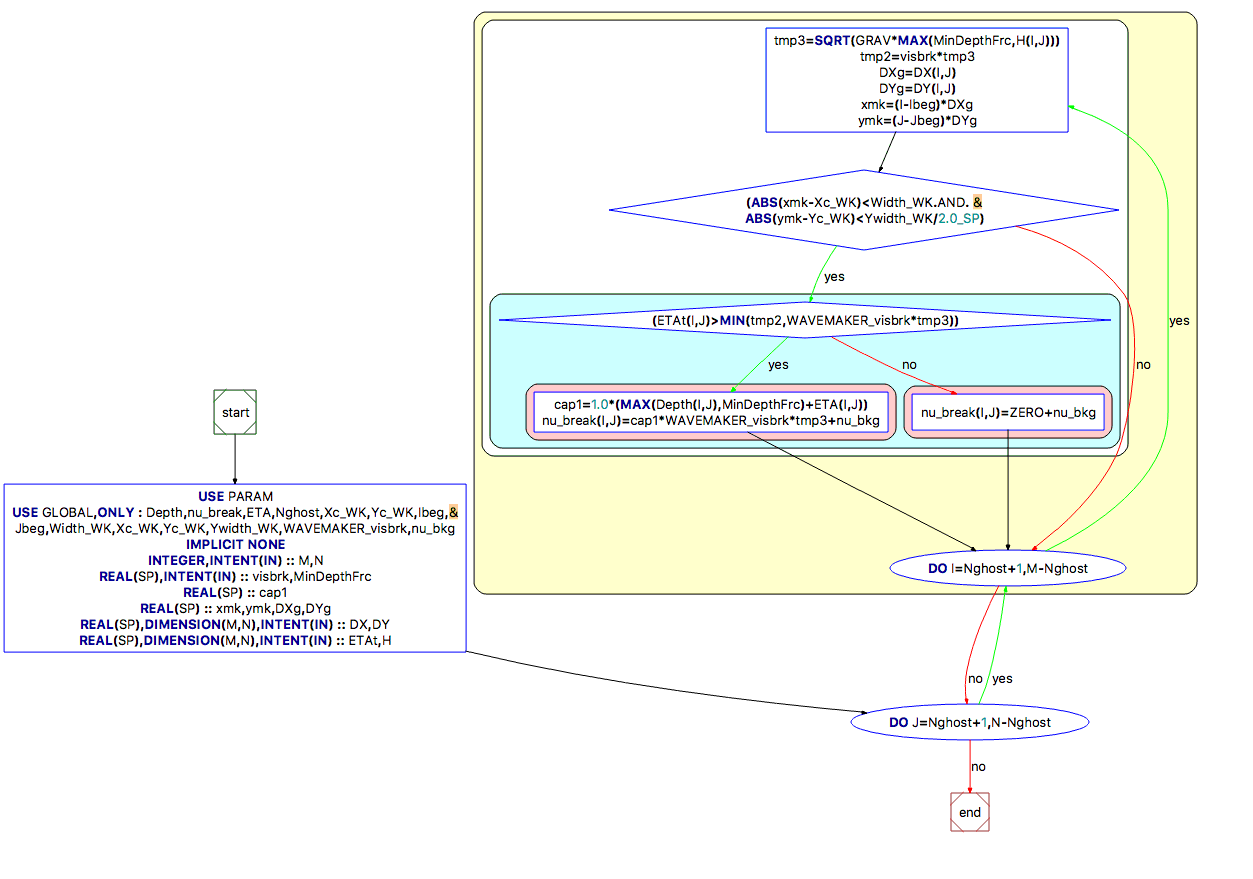 tmp3=SQRT(GRAV*MAX(MinDepthFrc,H(I,J)))
tmp2=visbrk*tmp3
DXg=DX(I,J)
DYg=DY(I,J)
xmk=(I-Ibeg)*DXg
ymk=(J-Jbeg)*DYg
(ABS(xmk-Xc_WK)<Width_WK.AND. &
ABS(ymk-Yc_WK)<Ywidth_WK/2.0_SP)
yes
(ETAt(I,J)>MIN(tmp2,WAVEMAKER_visbrk*tmp3))
yes
yes
no
no
cap1=1.0*(MAX(Depth(I,J),MinDepthFrc)+ETA(I,J))
nu_break(I,J)=cap1*WAVEMAKER_visbrk*tmp3+nu_bkg
nu_break(I,J)=ZERO+nu_bkg
start
USE PARAM
USE GLOBAL,ONLY : Depth,nu_break,ETA,Nghost,Xc_WK,Yc_WK,Ibeg,&
Jbeg,Width_WK,Xc_WK,Yc_WK,Ywidth_WK,WAVEMAKER_visbrk,nu_bkg
IMPLICIT NONE
INTEGER,INTENT(IN) :: M,N
REAL(SP),INTENT(IN) :: visbrk,MinDepthFrc
REAL(SP) :: cap1
REAL(SP) :: xmk,ymk,DXg,DYg
REAL(SP),DIMENSION(M,N),INTENT(IN) :: DX,DY
REAL(SP),DIMENSION(M,N),INTENT(IN) :: ETAt,H
DO I=Nghost+1,M-Nghost
no
yes
DO J=Nghost+1,N-Nghost
no
end